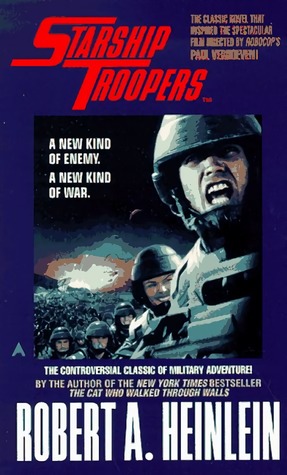 STARSHIP
TROOPERS™
THE CLASSIC NOVEL THAT
INSPIRED THE SPECTACULAR
FILM DIRECTED BY ROBOCOP'S
PAUL VERHOEVEN!
A NEW KIND
OF ENEMY.
A NEW KIND
OF WAR.
THE CONTROVERSIAL CLASSIC OF MILITARY ADVENTURE!
BY THE AUTHOR OF THE NEW YORK TIMES BESTSELLER
THE CAT WHO WALKED THROUGH WALLS
ROBERT A. HEINLEIN